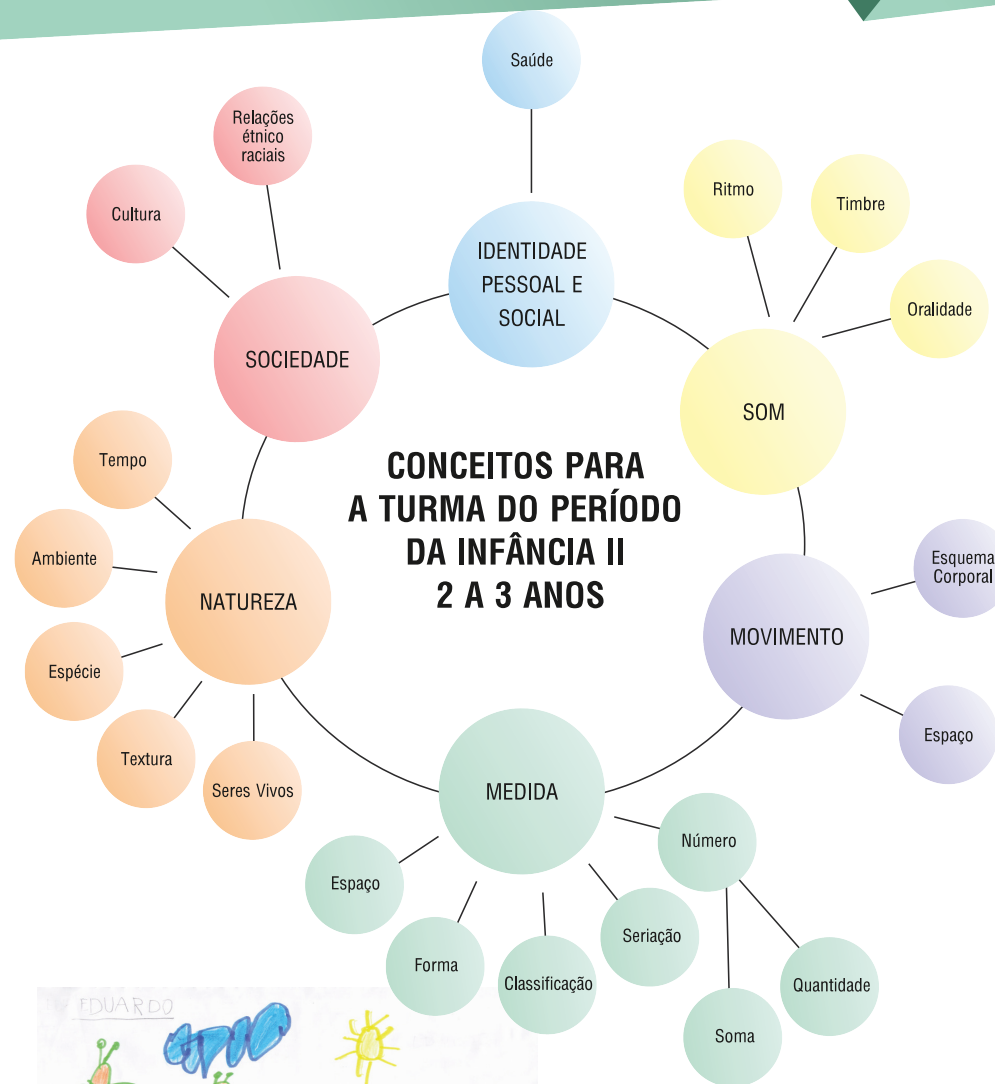 Saúde
Relações
étnico
raciais
Cultura
Ritmo
Timbre
Oralidade
IDENTIDADE
PESSOAL E
SOCIAL
SOCIEDADE
SOM
CONCEITOS PARA
A TURMA DO PERÍODO
DA INFÂNCIA II
2 A 3 ANOS
Tempo
Ambiente
Espécie
Textura
Seres Vivos
NATUREZA
Esquema
Corporal
MOVIMENTO
Espaço
MEDIDA
Espaço
Forma
Classificação
Seriação
Número
Quantidade
Soma
EDUARDO